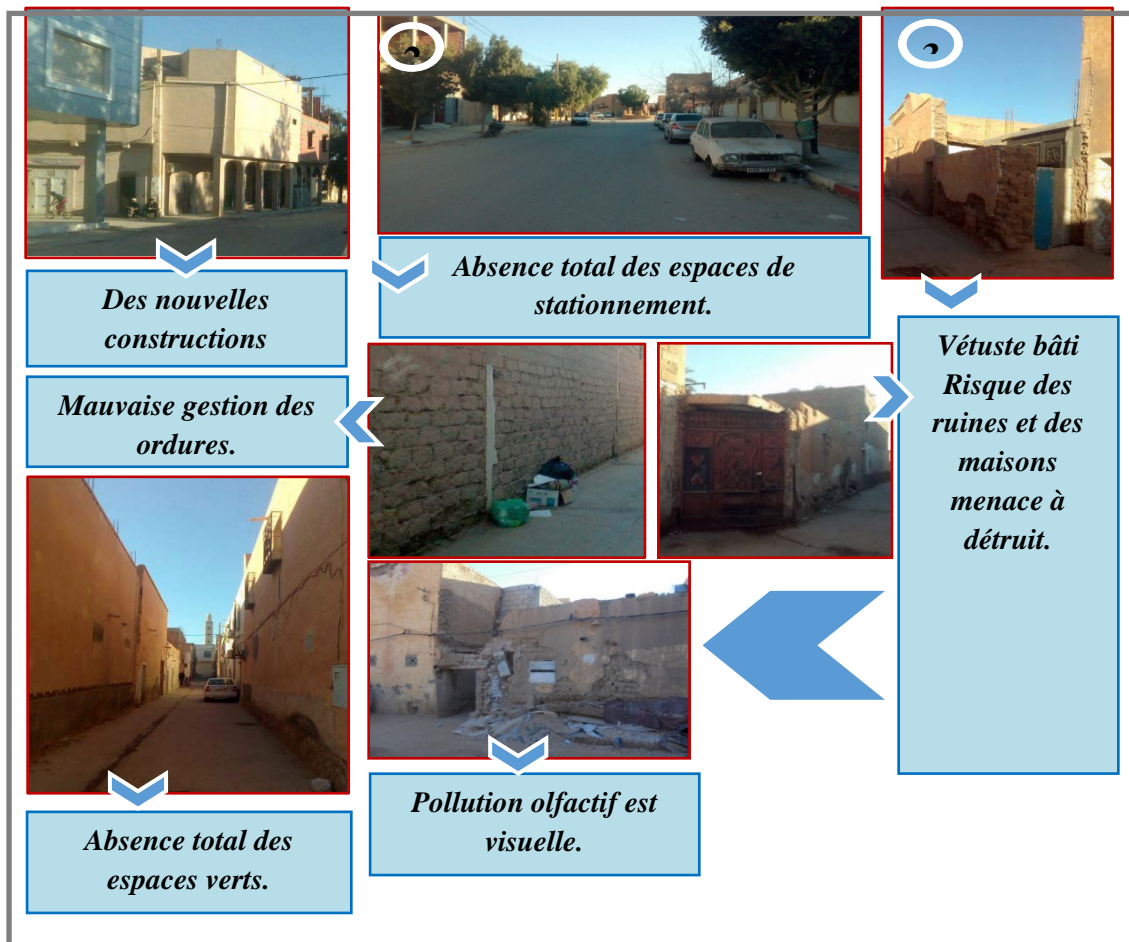 Des nouvelles
constructions
Absence total des espaces de
stationnement.
Mauvaise gestion des
ordures.
Vétuste bâti
Risque des
ruines et des
maisons
menace à
détruit.
Absence total des
espaces verts.
Pollution olfactif est
visuelle.